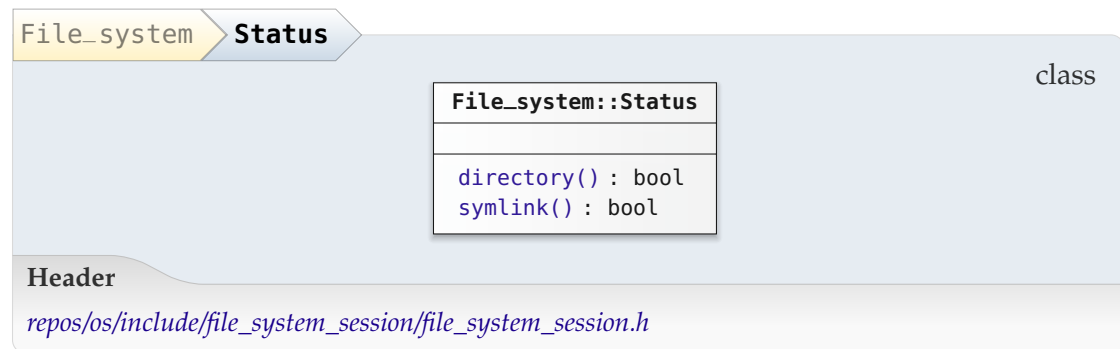 File_system Status
class
File_system::Status
directory() : bool
symlink() : bool
Header
repos/os/include/file_system_session/file_system_session.h